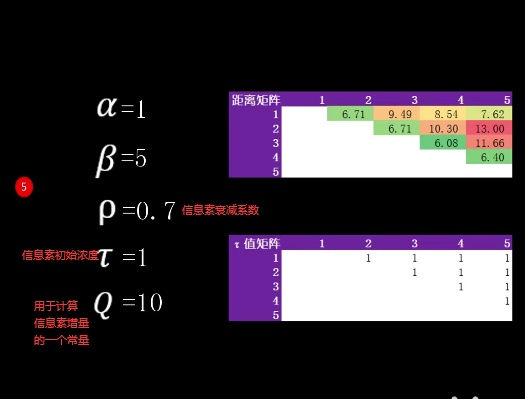 α=1
β=5
5
ρ=0.7 信息素衰减系数
信息素初始浓度 τ=1
Q=10
用于计算
信息素增量
的一个常量
距离矩阵 1 2 3 4 5
1 6.71 9.49 8.54 7.62
2 6.71 10.30 13.00
3 6.08 11.66
4 6.40
5
τ值矩阵 1 2 3 4 5
1 1 1 1 1
2 1 1 1
3 1 1
4 1
5